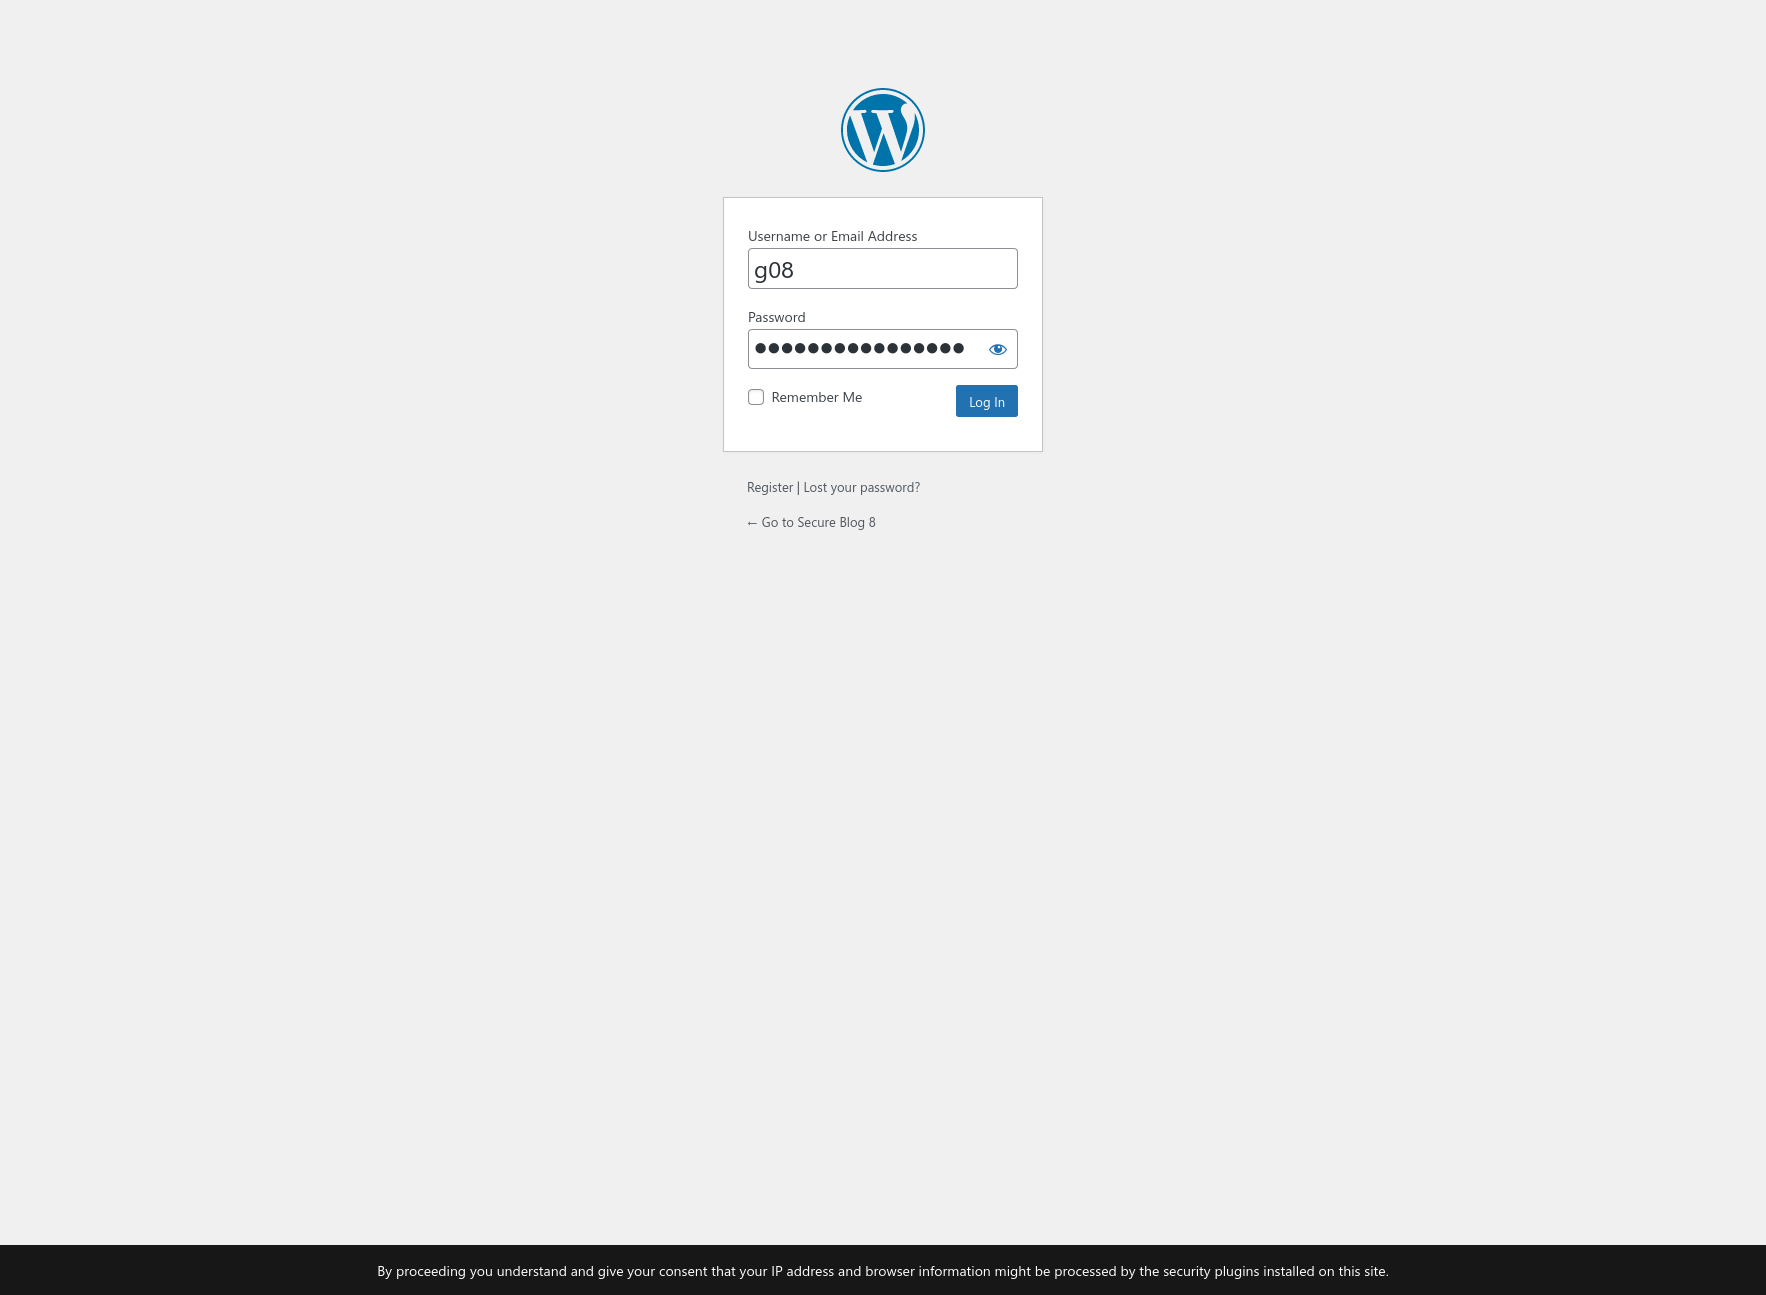 Username or Email Address
g08
Password
●●●●●●●●●●●●●●●●
Remember Me
Log In
Register | Lost your password?
← Go to Secure Blog 8
By proceeding you understand and give your consent that your IP address and browser information might be processed by the security plugins installed on this site.